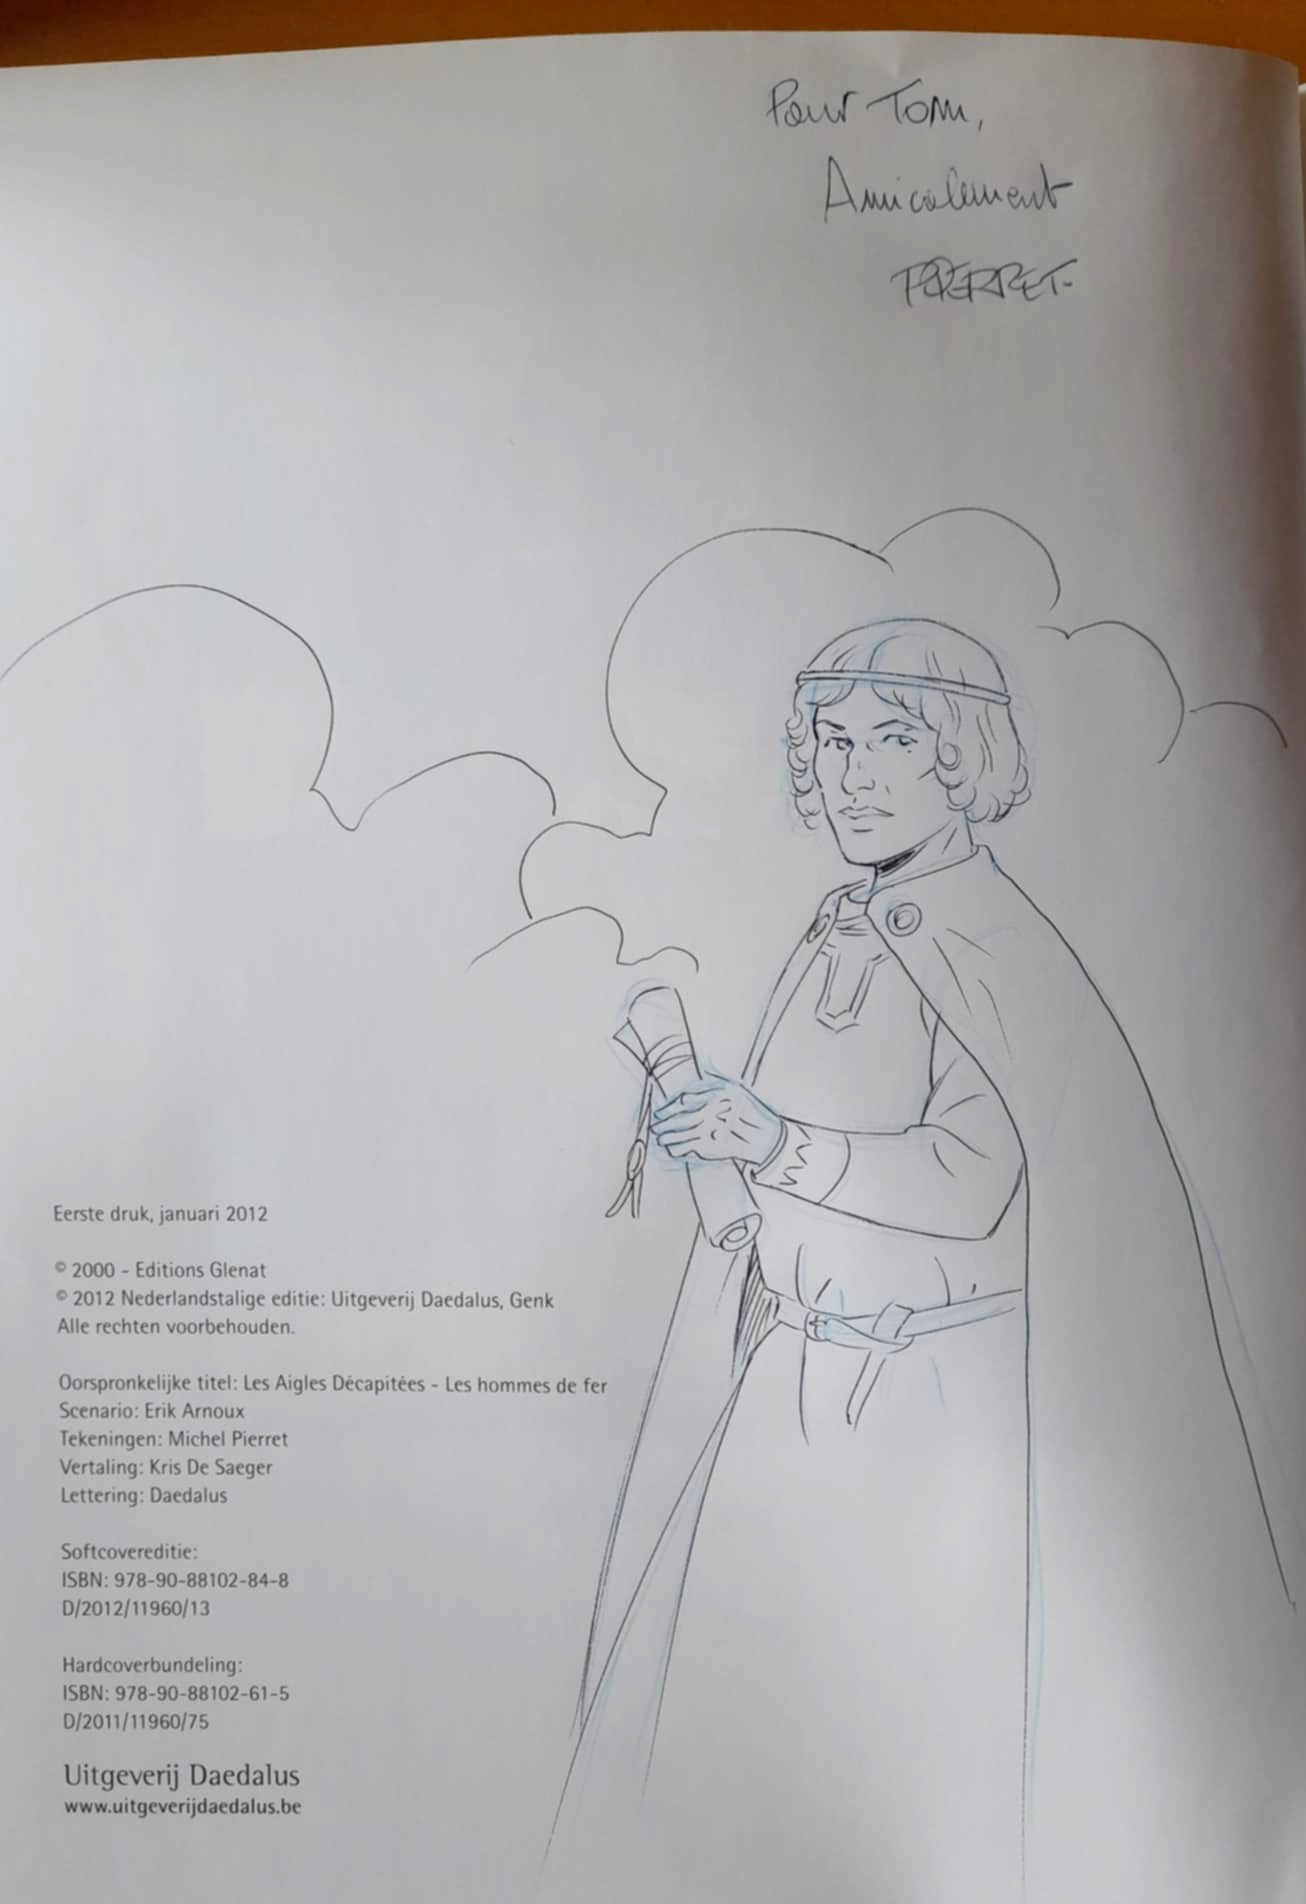 Pour Tom,
Amicalement
PIERRET-
Eerste druk, januari 2012
© 2000 - Editions Glenat
© 2012 Nederlandstalige editie: Uitgeverij Daedalus, Genk
Alle rechten voorbehouden.
Oorspronkelijke titel: Les Aigles Décapitées - Les hommes de fer
Scenario: Erik Arnoux
Tekeningen: Michel Pierret
Vertaling: Kris De Saeger
Lettering: Daedalus
Softcovereditie:
ISBN: 978-90-88102-84-8
D/2012/11960/13
Hardcoverbundeling:
ISBN: 978-90-88102-61-5
D/2011/11960/75
Uitgeverij Daedalus
www.uitgeverijdaedalus.be